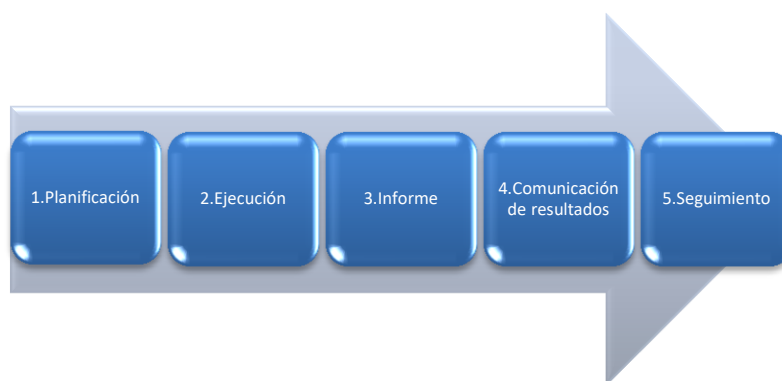 1.Planificación
2.Ejecución
3.Informe
4.Comunicación
de resultados
5.Seguimiento